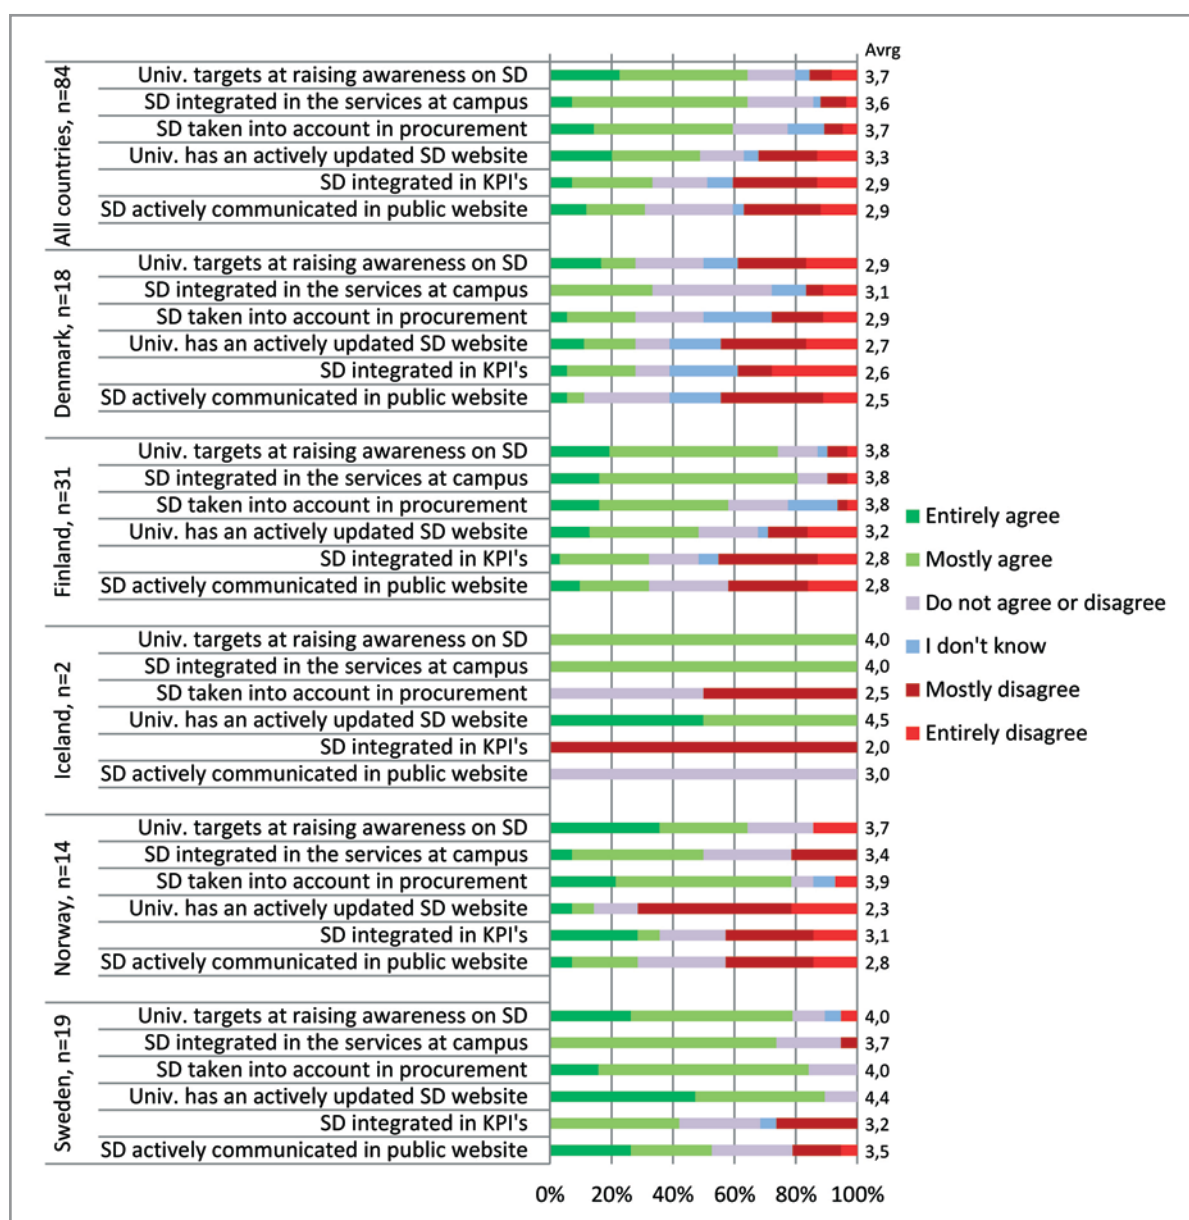 Avrg
All countries, n=84
Univ. targets at raising awareness on SD 3,7
SD integrated in the services at campus 3,6
SD taken into account in procurement 3,7
Univ. has an actively updated SD website 3,3
SD integrated in KPI's 2,9
SD actively communicated in public website 2,9
Denmark, n=18
Univ. targets at raising awareness on SD 2,9
SD integrated in the services at campus 3,1
SD taken into account in procurement 2,9
Univ. has an actively updated SD website 2,7
SD integrated in KPI's 2,6
SD actively communicated in public website 2,5
Finland, n=31
Univ. targets at raising awareness on SD 3,8
SD integrated in the services at campus 3,8
SD taken into account in procurement 3,8
Univ. has an actively updated SD website 3,2
SD integrated in KPI's 2,8
SD actively communicated in public website 2,8
Iceland, n=2
Univ. targets at raising awareness on SD 4,0
SD integrated in the services at campus 4,0
SD taken into account in procurement 2,5
Univ. has an actively updated SD website 4,5
SD integrated in KPI's 2,0
SD actively communicated in public website 3,0
Norway, n=14
Univ. targets at raising awareness on SD 3,7
SD integrated in the services at campus 3,4
SD taken into account in procurement 3,9
Univ. has an actively updated SD website 2,3
SD integrated in KPI's 3,1
SD actively communicated in public website 2,8
Sweden, n=19
Univ. targets at raising awareness on SD 4,0
SD integrated in the services at campus 3,7
SD taken into account in procurement 4,0
Univ. has an actively updated SD website 4,4
SD integrated in KPI's 3,2
SD actively communicated in public website 3,5
0% 20% 40% 60% 80% 100%
Entirely agree
Mostly agree
Do not agree or disagree
I don't know
Mostly disagree
Entirely disagree